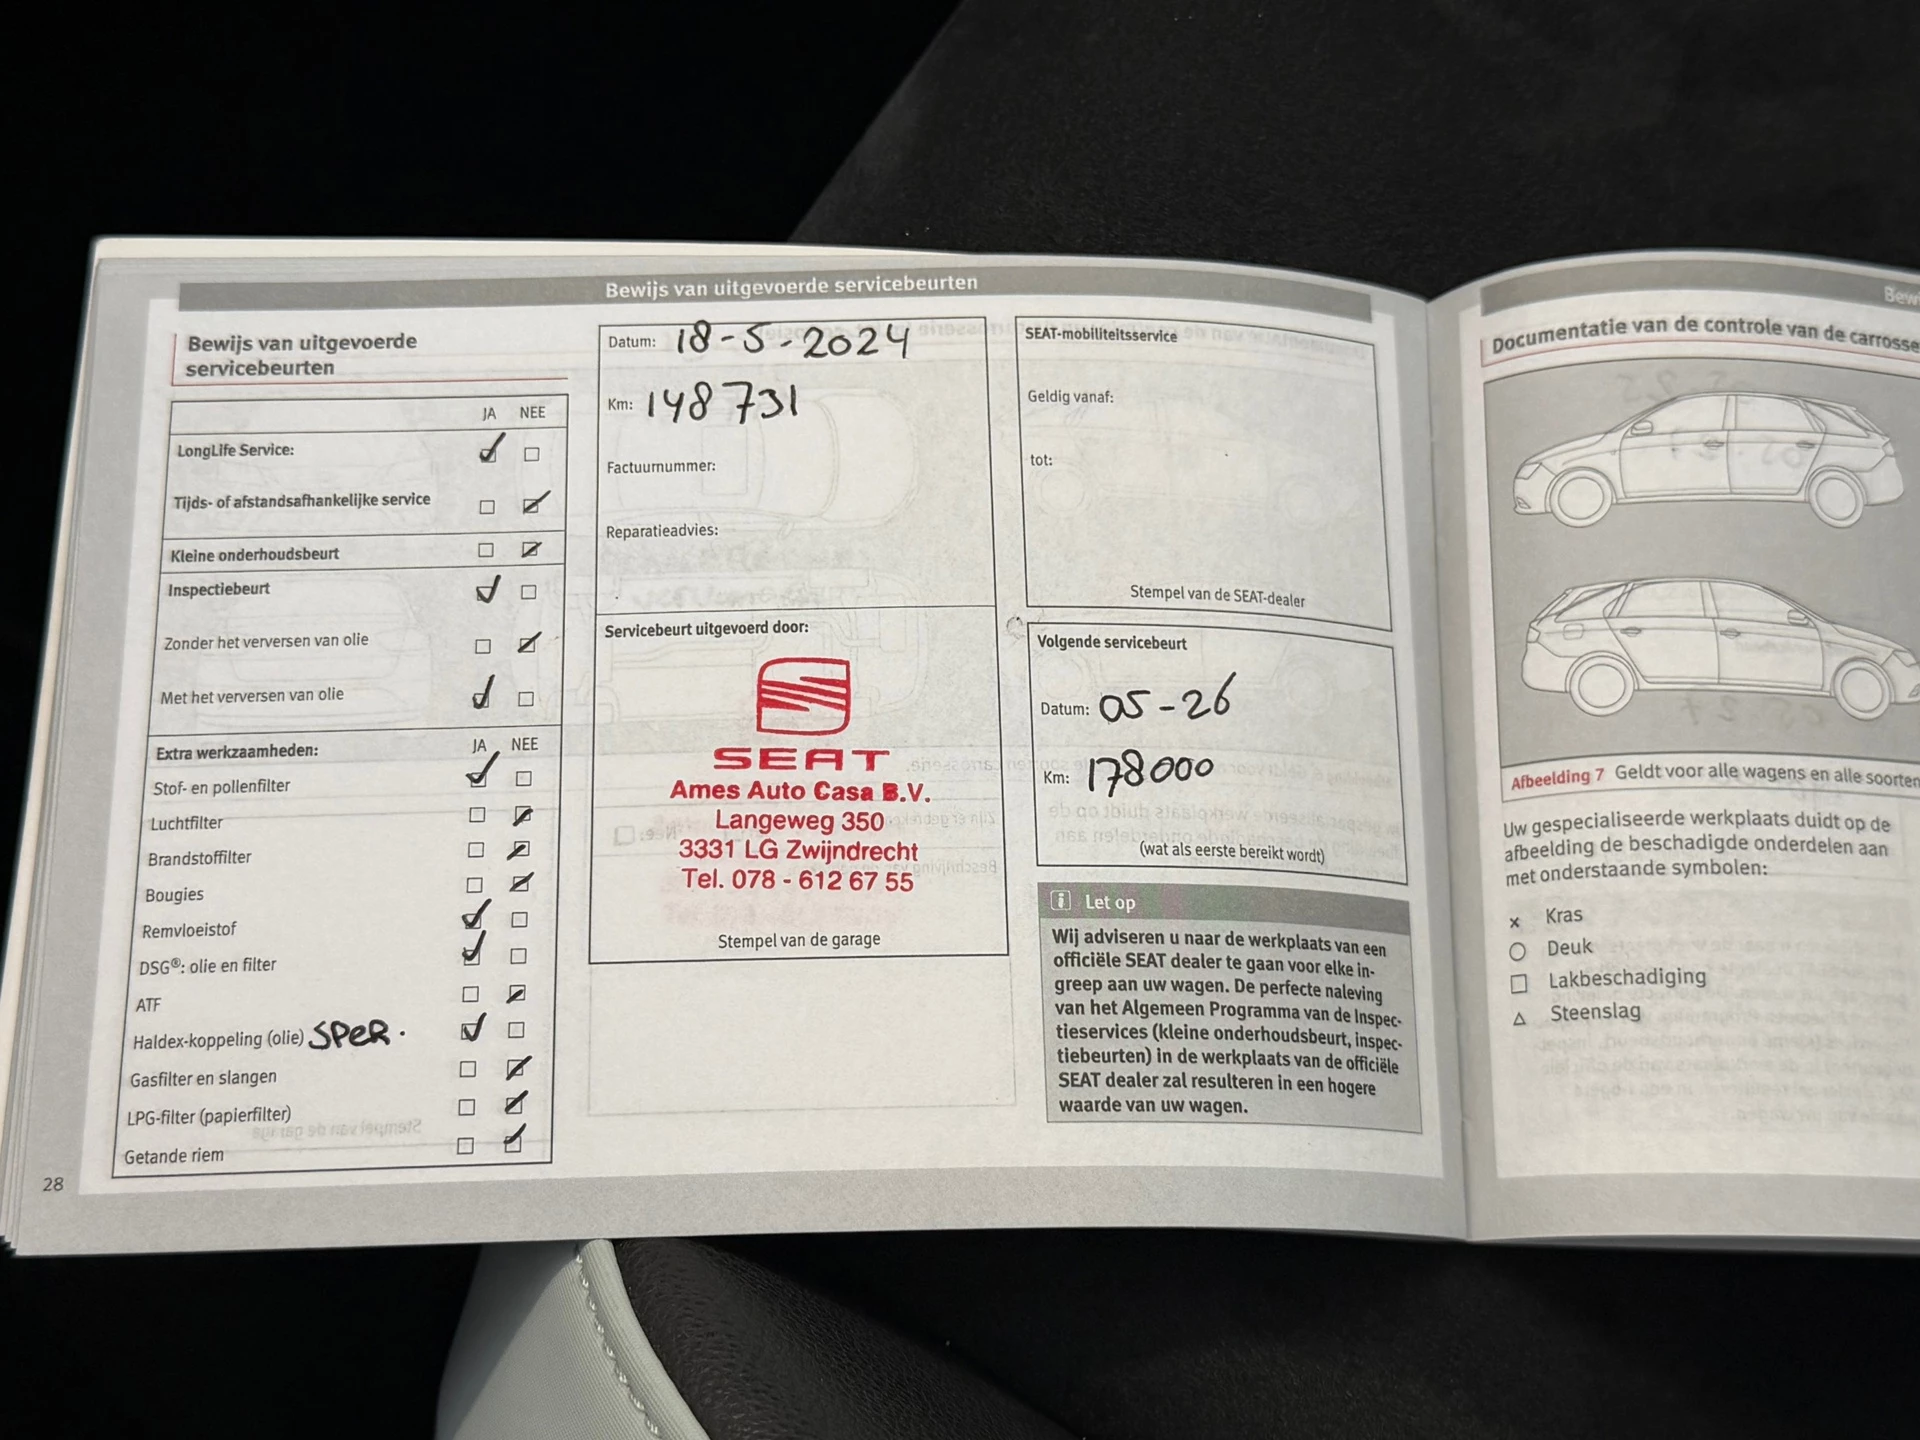 Bewijs van uitgevoerde servicebeurten
Bewijs van uitgevoerde
servicebeurten
JA NEE
LongLife Service:
Tijds- of afstandsafhankelijke service
Kleine onderhoudsbeurt
Inspectiebeurt
Zonder het verversen van olie
Met het verversen van olie
Extra werkzaamheden: JA NEE
Stof- en pollenfilter
Luchtfilter
Brandstoffilter
Bougies
Remvloeistof
DSG®: olie en filter
ATF
Haldex-koppeling (olie) SPER.
Gasfilter en slangen
LPG-filter (papierfilter)
Getande riem
28
Datum: 18-5-2024
Km: 148731
Factuurnummer:
Reparatieadvies:
Servicebeurt uitgevoerd door:
SEAT
Ames Auto Casa B.V.
Langeweg 350
3331 LG Zwijndrecht
Tel. 078 - 612 67 55
Stempel van de garage
SEAT-mobiliteitsservice
Geldig vanaf:
tot:
Stempel van de SEAT-dealer
Volgende servicebeurt
Datum: 05-26
Km: 178000
(wat als eerste bereikt wordt)
i Let op
Wij adviseren u naar de werkplaats van een
officiële SEAT dealer te gaan voor elke in-
greep aan uw wagen. De perfecte naleving
van het Algemeen Programma van de Inspec-
tieservices (kleine onderhoudsbeurt, inspec-
tiebeurten) in de werkplaats van de officiële
SEAT dealer zal resulteren in een hogere
waarde van uw wagen.
Bewi
Documentatie van de controle van de carrosse
Afbeelding 7 Geldt voor alle wagens en alle soorten
Uw gespecialiseerde werkplaats duidt op de
afbeelding de beschadigde onderdelen aan
met onderstaande symbolen:
Kras
Deuk
Lakbeschadiging
Steenslag